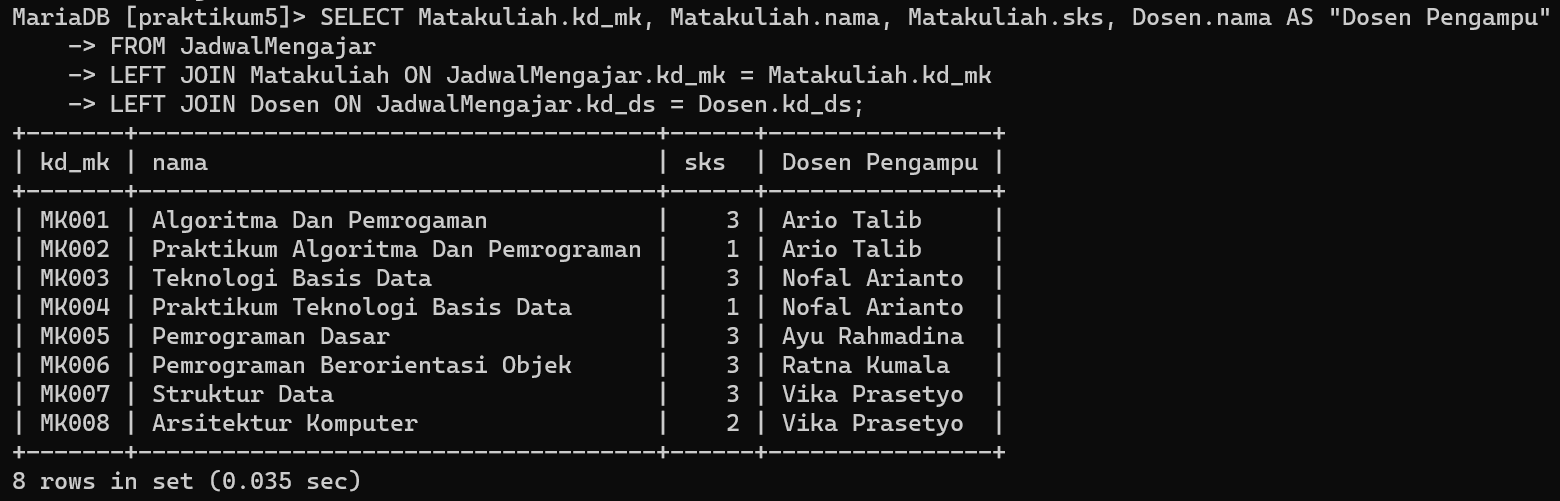 MariaDB [praktikum5]> SELECT Matakuliah.kd_mk, Matakuliah.nama, Matakuliah.sks, Dosen.nama AS "Dosen Pengampu"
    -> FROM JadwalMengajar
    -> LEFT JOIN Matakuliah ON JadwalMengajar.kd_mk = Matakuliah.kd_mk
    -> LEFT JOIN Dosen ON JadwalMengajar.kd_ds = Dosen.kd_ds;
+-------+-------------------------------------+------+----------------+
| kd_mk | nama                                | sks  | Dosen Pengampu |
+-------+-------------------------------------+------+----------------+
| MK001 | Algoritma Dan Pemrogaman            |    3 | Ario Talib     |
| MK002 | Praktikum Algoritma Dan Pemrograman |    1 | Ario Talib     |
| MK003 | Teknologi Basis Data                |    3 | Nofal Arianto  |
| MK004 | Praktikum Teknologi Basis Data      |    1 | Nofal Arianto  |
| MK005 | Pemrograman Dasar                   |    3 | Ayu Rahmadina  |
| MK006 | Pemrograman Berorientasi Objek      |    3 | Ratna Kumala   |
| MK007 | Struktur Data                       |    3 | Vika Prasetyo  |
| MK008 | Arsitektur Komputer                 |    2 | Vika Prasetyo  |
+-------+-------------------------------------+------+----------------+
8 rows in set (0.035 sec)